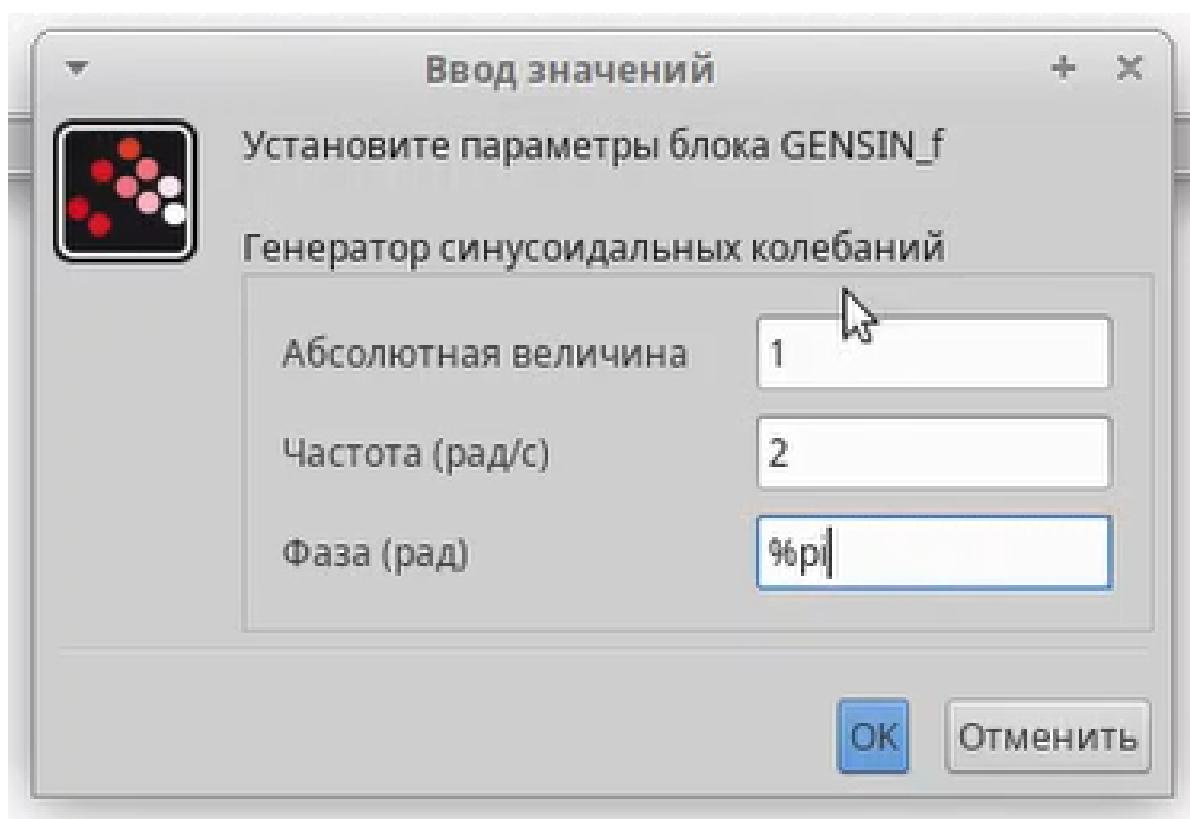 Ввод значений
Установите параметры блока GENSIN_f
Генератор синусоидальных колебаний
Абсолютная величина 1
Частота (рад/с) 2
Фаза (рад) %pi
OK Отменить